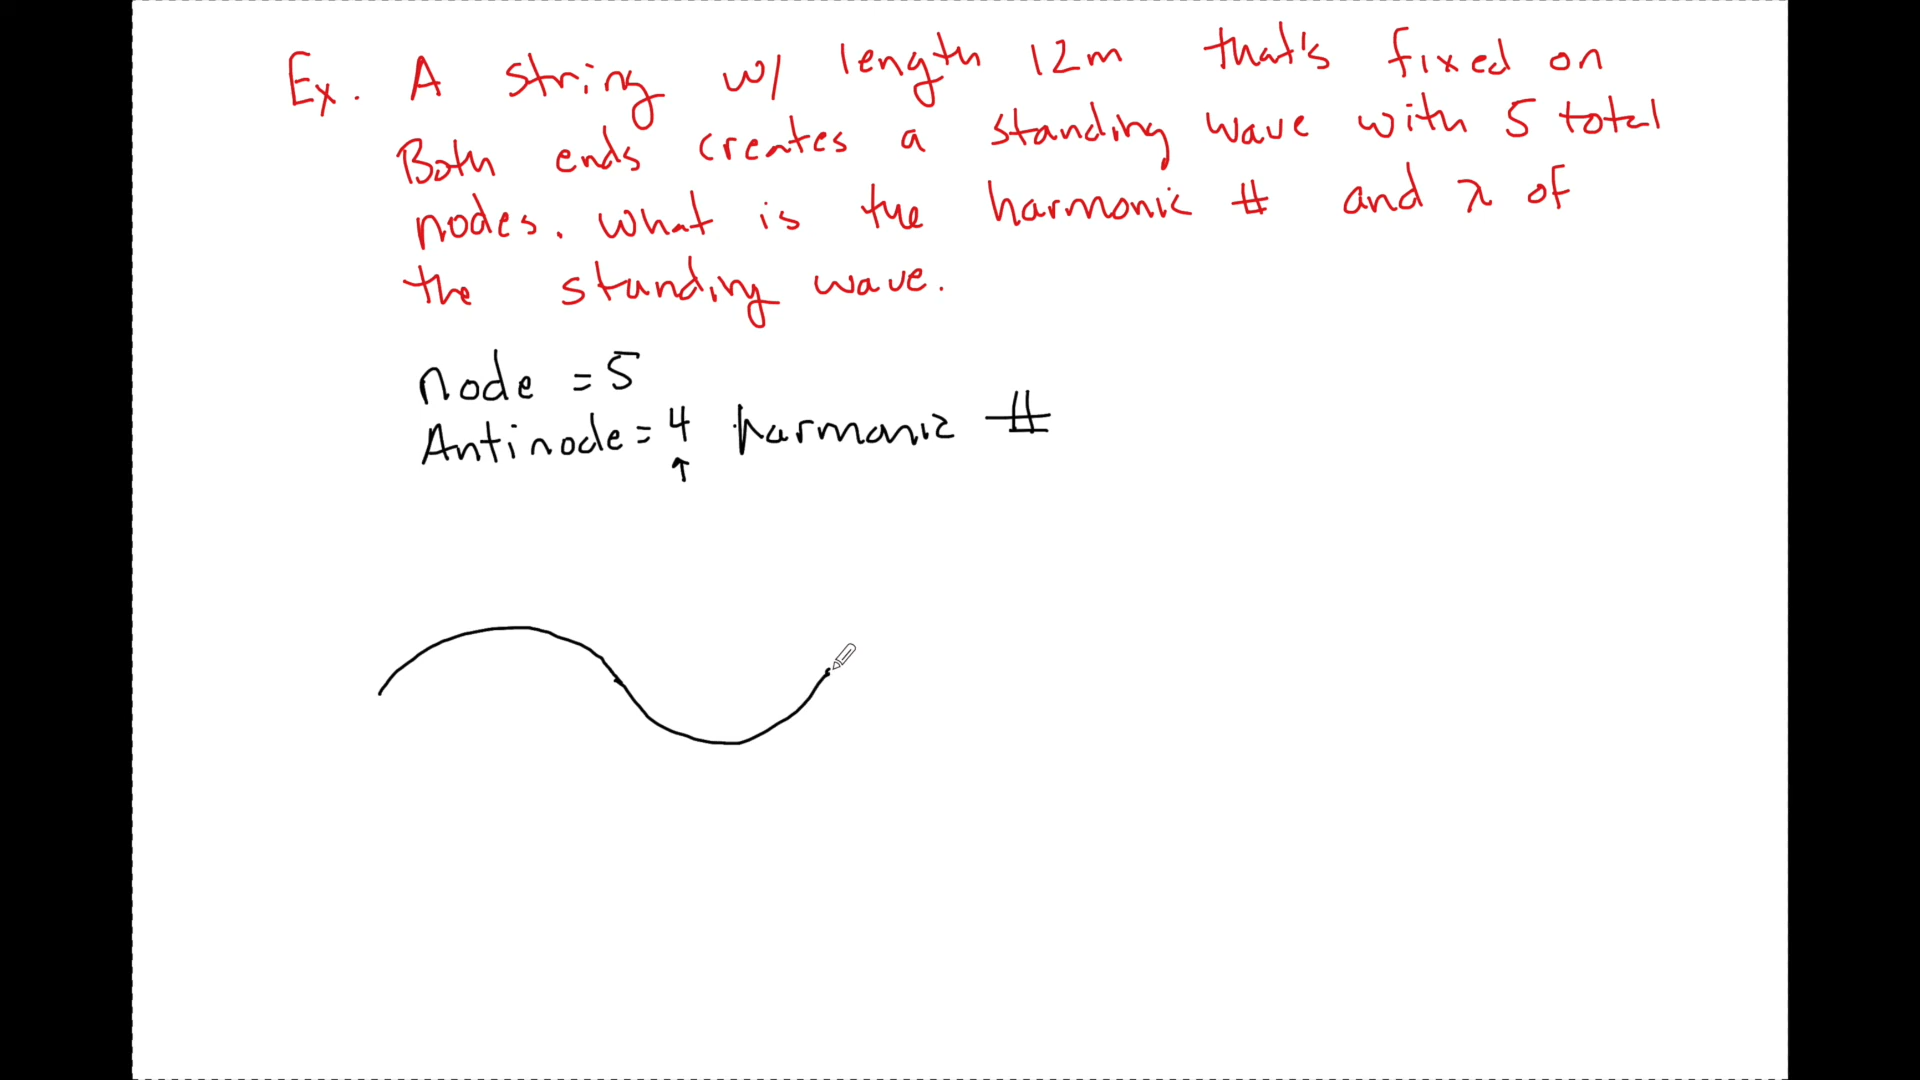 Ex. A string w/ length 12m that's fixed on
Both ends creates a standing wave with 5 total
nodes. What is the harmonic # and λ of
the standing wave.
node = 5
Antinode = 4 harmonic #
↑